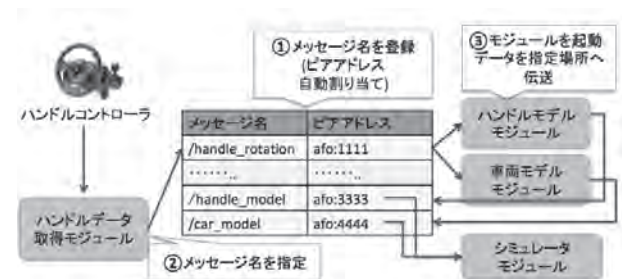 ①メッセージ名を登録
(ピアアドレス
自動割り当て)
③モジュールを起動
データを指定場所へ
伝送
ハンドルコントローラ
メッセージ名 ピアアドレス
/handle_rotation afo:1111
……..
……..
/handle_model afo:3333
/car_model afo:4444
ハンドルモデル
モジュール
車両モデル
モジュール
シミュレータ
モジュール
ハンドルデータ
取得モジュール
②メッセージ名を指定